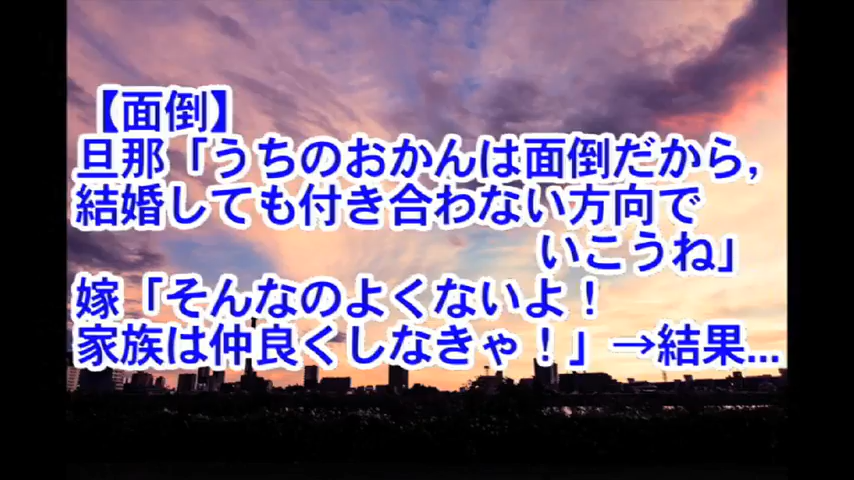 【面倒】
旦那「うちのおかんは面倒だから,
結婚しても付き合わない方向で
いこうね」
嫁「そんなのよくないよ！
家族は仲良くしなきゃ！」→結果...